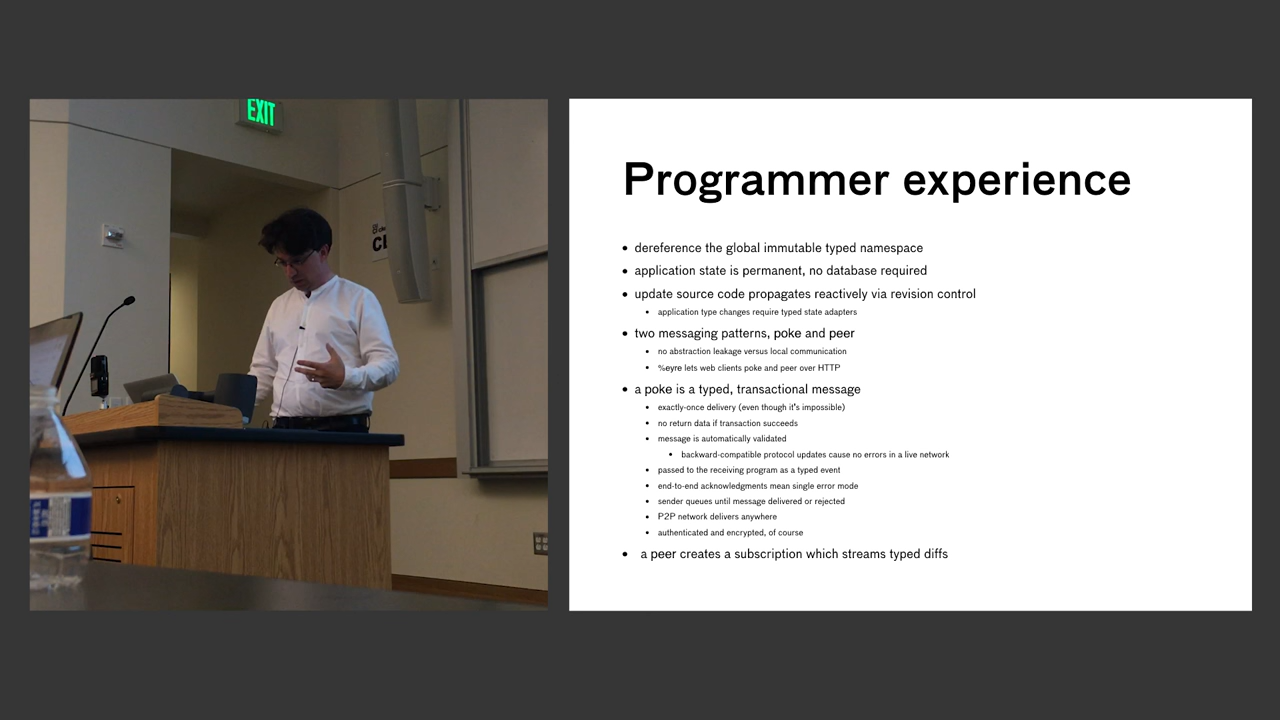 EXIT
Programmer experience
• dereference the global immutable typed namespace
• application state is permanent, no database required
• update source code propagates reactively via revision control
• application type changes require typed state adapters
• two messaging patterns, poke and peer
• no abstraction leakage versus local communication
• %eyre lets web clients poke and peer over HTTP
• a poke is a typed, transactional message
• exactly-once delivery (even though it's impossible)
• no return data if transaction succeeds
• message is automatically validated
• backward-compatible protocol updates cause no errors in a live network
• passed to the receiving program as a typed event
• end-to-end acknowledgments mean single error mode
• sender queues until message delivered or rejected
• P2P network delivers anywhere
• authenticated and encrypted, of course
• a peer creates a subscription which streams typed diffs